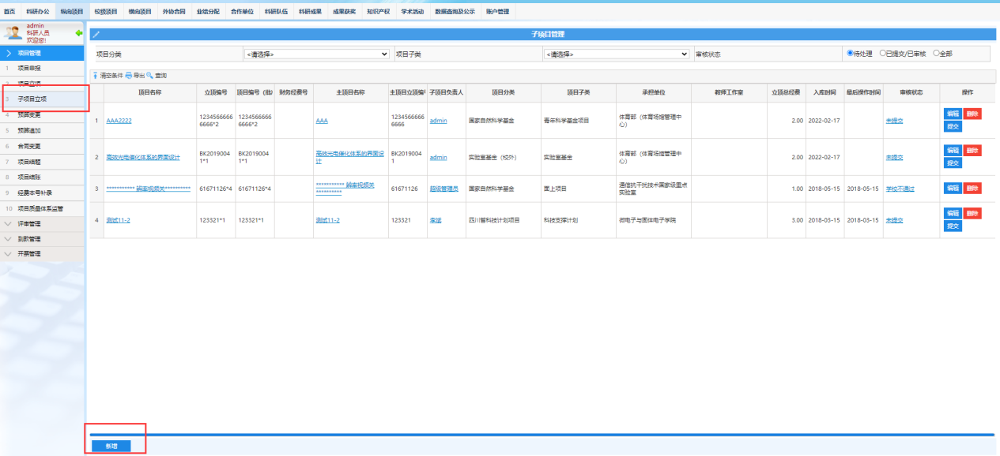 首页 科研办公 纵向项目 校级项目 横向项目 外协合同 业绩分配 合作单位 科研队伍 科研成果 成果获奖 知识产权 学术活动 数据查询及公示 账户管理
admin
科研人员
欢迎您!
项目管理
1 项目申报
2 项目立项
3 子项目立项
4 预算变更
5 预算追加
6 合同变更
7 项目结题
8 项目结账
9 经费本号补录
10 项目质量体系监管
评审管理
到款管理
开票管理
子项目管理
项目分类 <请选择> 项目子类 <请选择> 审核状态 待处理 已提交/已审核 全部
清空条件 导出 查询
项目名称 立项编号 项目编号（批 财务经费号 主项目名称 主项目立项编号 子项目负责人 项目分类 项目子类 承担单位 教师工作室 立项总经费 入库时间 最后操作时间 审核状态 操作
1 AAA2222 1234566666 6666*2 1234566666 6666*2 AAA 1234566666 6666 admin 国家自然科学基金 青年科学基金项目 体育部（体育场馆管理中心） 2.00 2022-02-17 未提交 编辑 删除 提交
2 高效光电催化体系的界面设计 BK20190041*1 BK20190041*1 高效光电催化体系的界面设计 BK20190041 admin 实验室基金（校外） 实验室基金 体育部（体育场馆管理中心） 2.00 2022-02-17 未提交 编辑 删除 提交
3 ********** 辨率视频关********** 61671126*4 61671126*4 ********** 辨率视频关********** 61671126 超级管理员 国家自然科学基金 面上项目 通信抗干扰技术国家级重点实验室 1.00 2018-05-15 2018-05-15 学校不通过 编辑 删除
4 测试11-2 123321*1 123321*1 测试11-2 123321 李斌 四川省科技计划项目 科技支撑计划 微电子与固体电子学院 3.00 2018-03-15 2018-03-15 未提交 编辑 删除 提交
新增